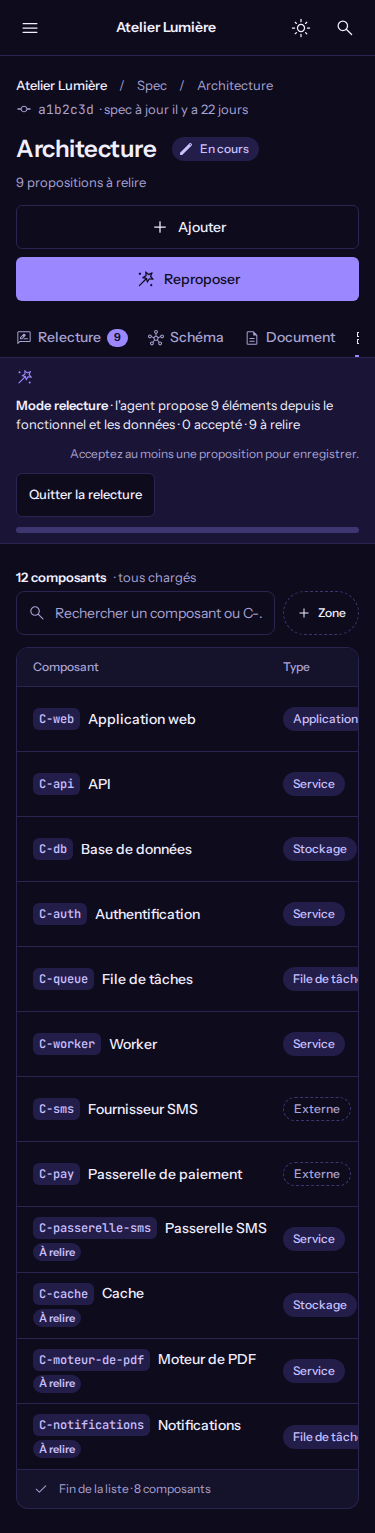 Atelier Lumière
Atelier Lumière / Spec / Architecture
a1b2c3d · spec à jour il y a 22 jours
Architecture En cours
9 propositions à relire
Ajouter
Reproposer
Relecture 9 Schéma Document
Mode relecture · l'agent propose 9 éléments depuis le
fonctionnel et les données · 0 accepté · 9 à relire
Acceptez au moins une proposition pour enregistrer.
Quitter la relecture
12 composants · tous chargés
Rechercher un composant ou C-. Zone
Composant Type
C-web Application web Application
C-api API Service
C-db Base de données Stockage
C-auth Authentification Service
C-queue File de tâches File de tâch
C-worker Worker Service
C-sms Fournisseur SMS Externe
C-pay Passerelle de paiement Externe
C-passerelle-sms Passerelle SMS Service
À relire
C-cache Cache Stockage
À relire
C-moteur-de-pdf Moteur de PDF Service
À relire
C-notifications Notifications File de tâch
À relire
Fin de la liste · 8 composants